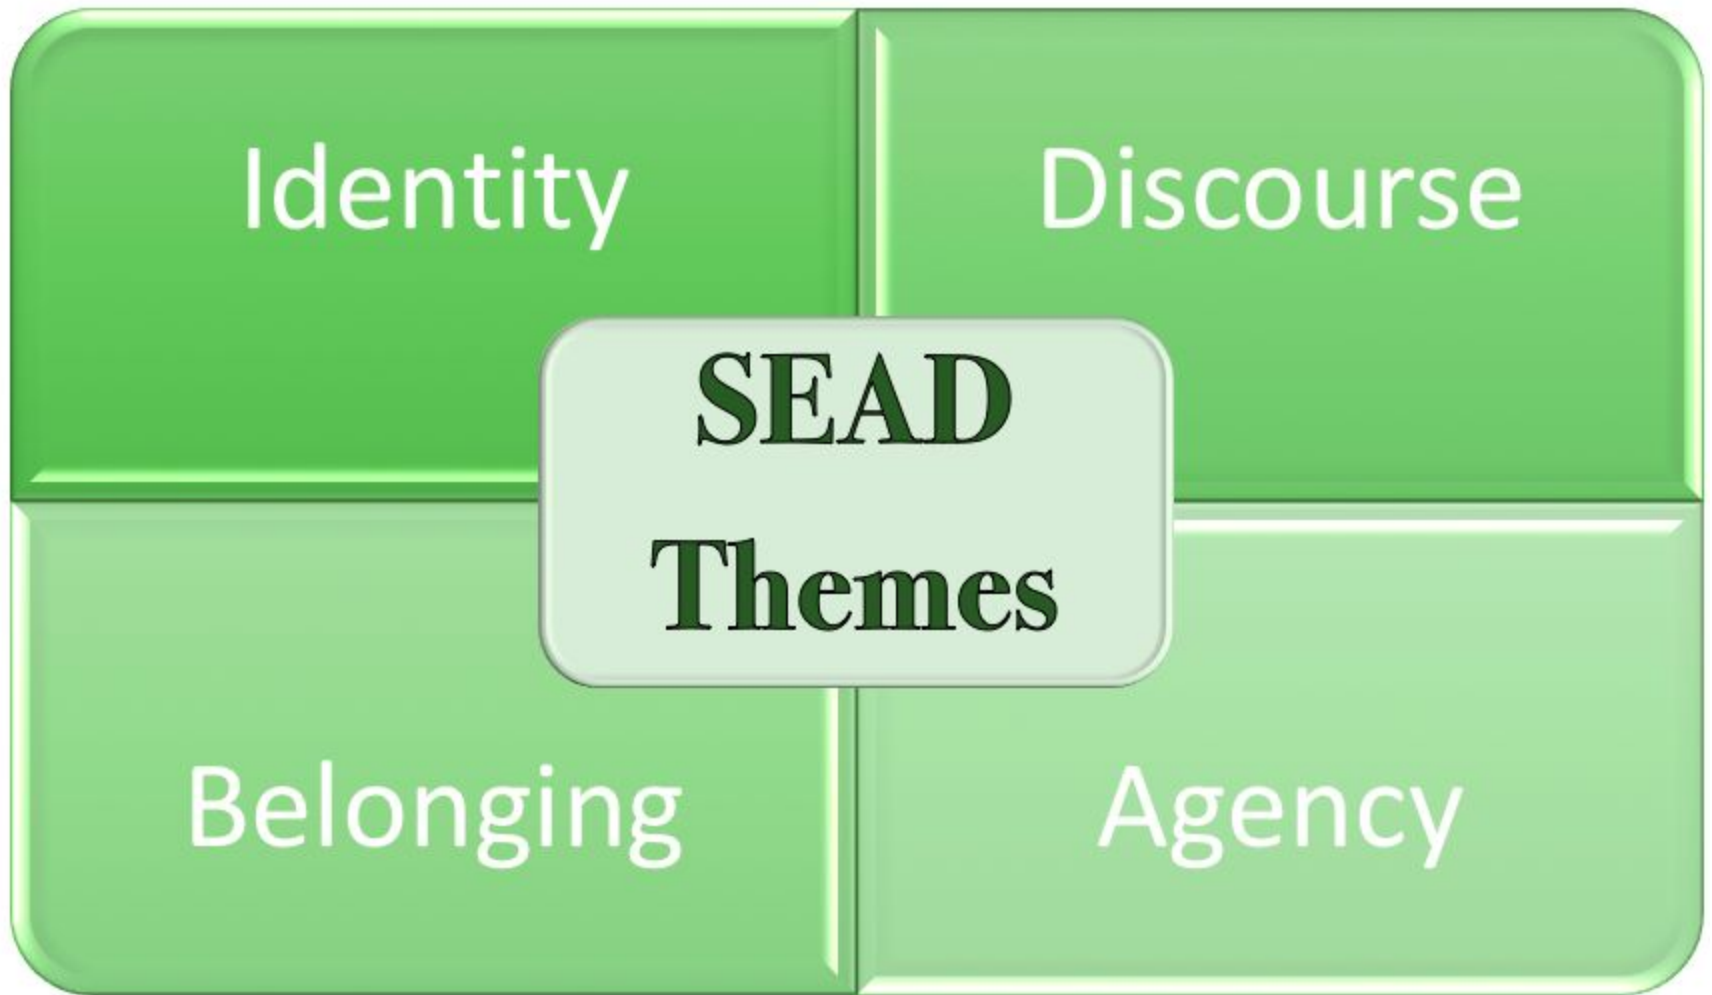 Identity
Discourse
SEAD
Themes
Belonging
Agency